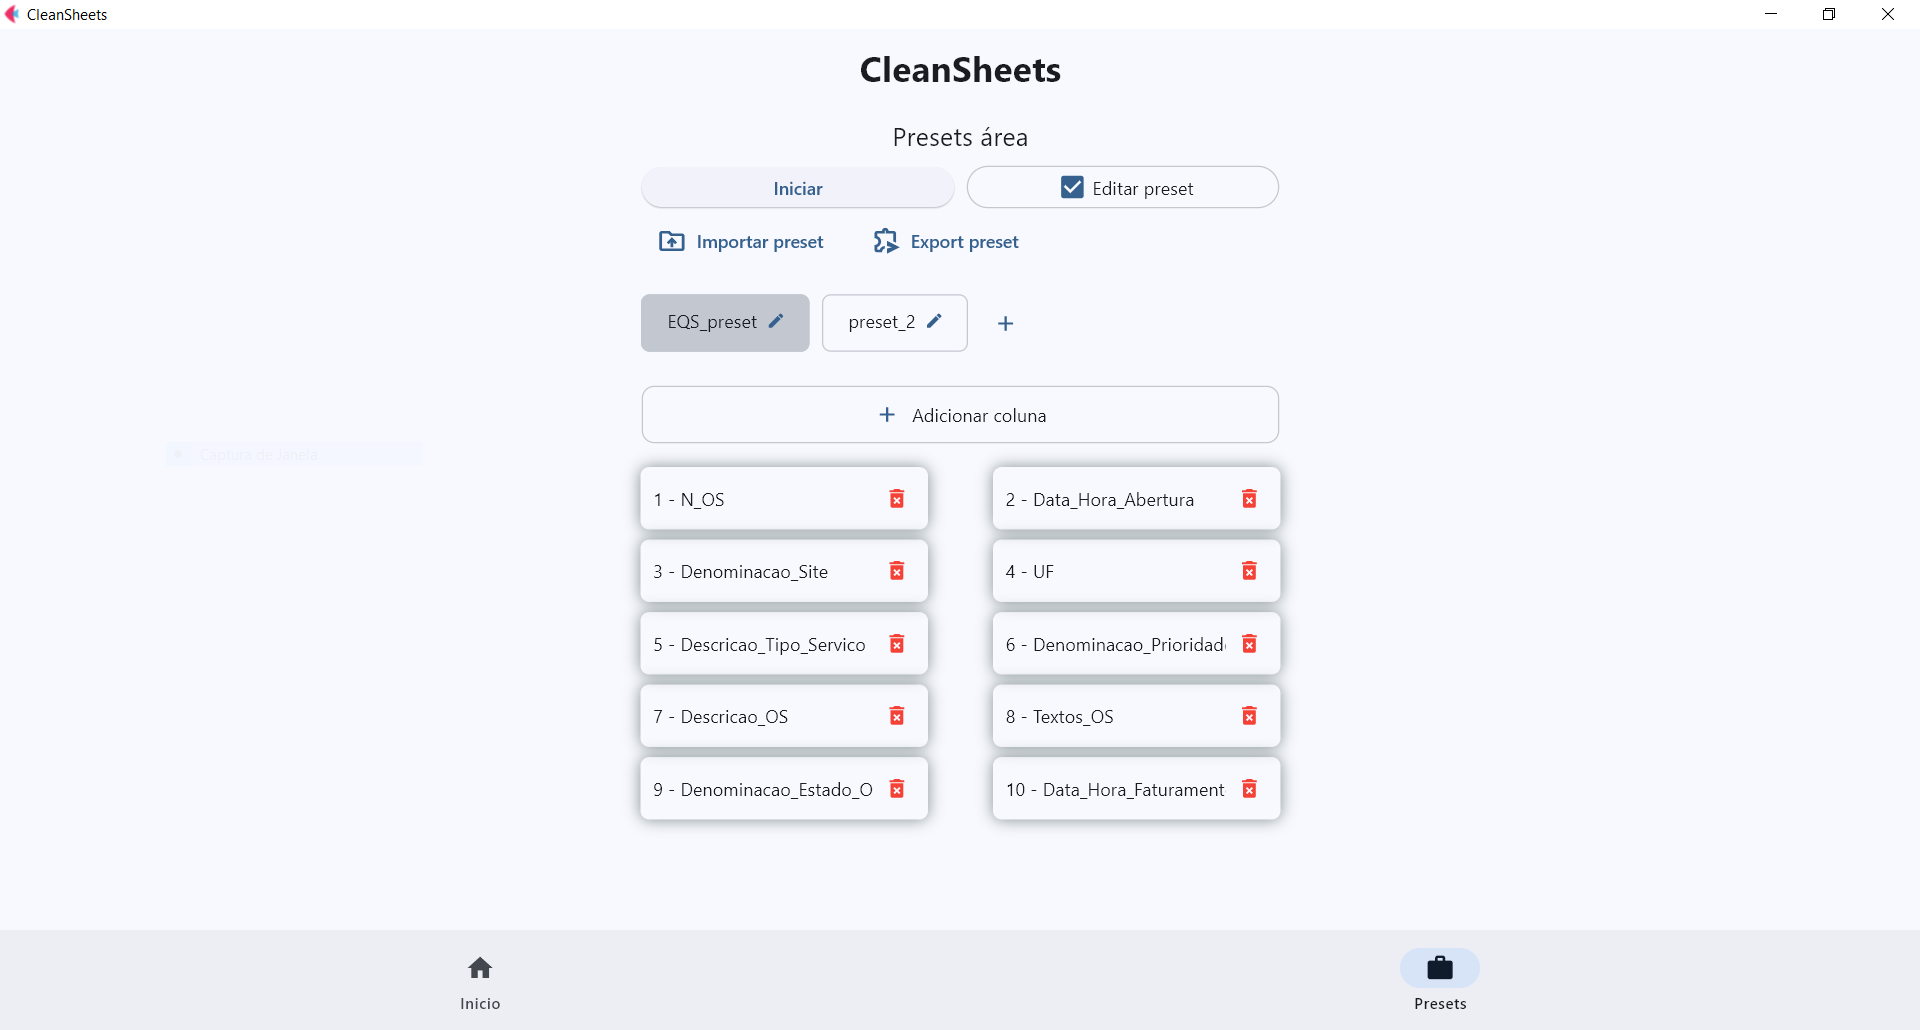 CleanSheets
CleanSheets
Presets área
Iniciar
Editar preset
Importar preset
Export preset
EQS_preset
preset_2
Adicionar coluna
1 - N_OS
2 - Data_Hora_Abertura
3 - Denominacao_Site
4 - UF
5 - Descricao_Tipo_Servico
6 - Denominacao_Prioridad
7 - Descricao_OS
8 - Textos_OS
9 - Denominacao_Estado_O
10 - Data_Hora_Faturament
Captura de Janela
Inicio
Presets